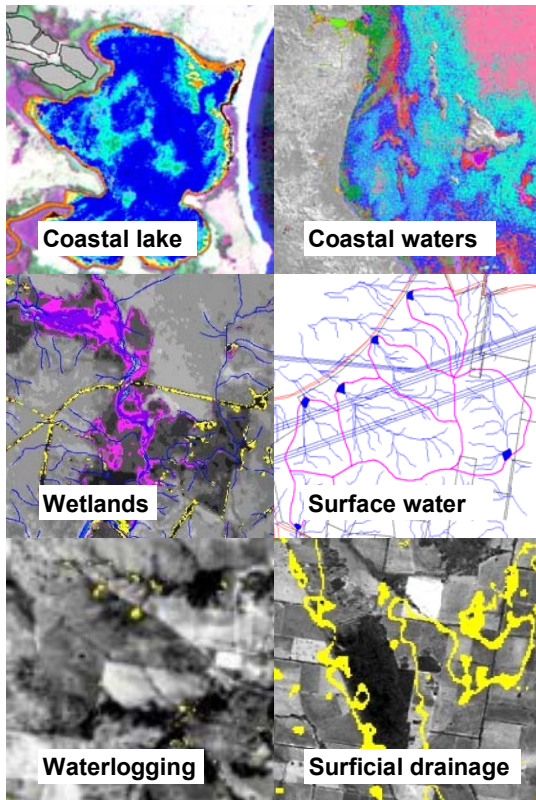 Coastal lake
Coastal waters
Wetlands
Surface water
Waterlogging
Surficial drainage